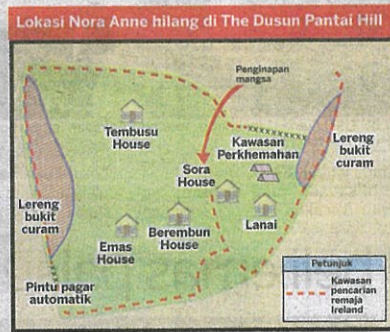 Lokasi Nora Anne hilang di The Dusun Pantai Hill
Penginapan
mangsa
Tembusu
House
Kawasan
Perkhemahan
Lereng
bukit
curam
Sora
House
Lereng
bukit
curam
Emas
House
Berembun
House
Lanai
Pintu pagar
automatik
Petunjuk
Kawasan
pencarian
remaja
Ireland